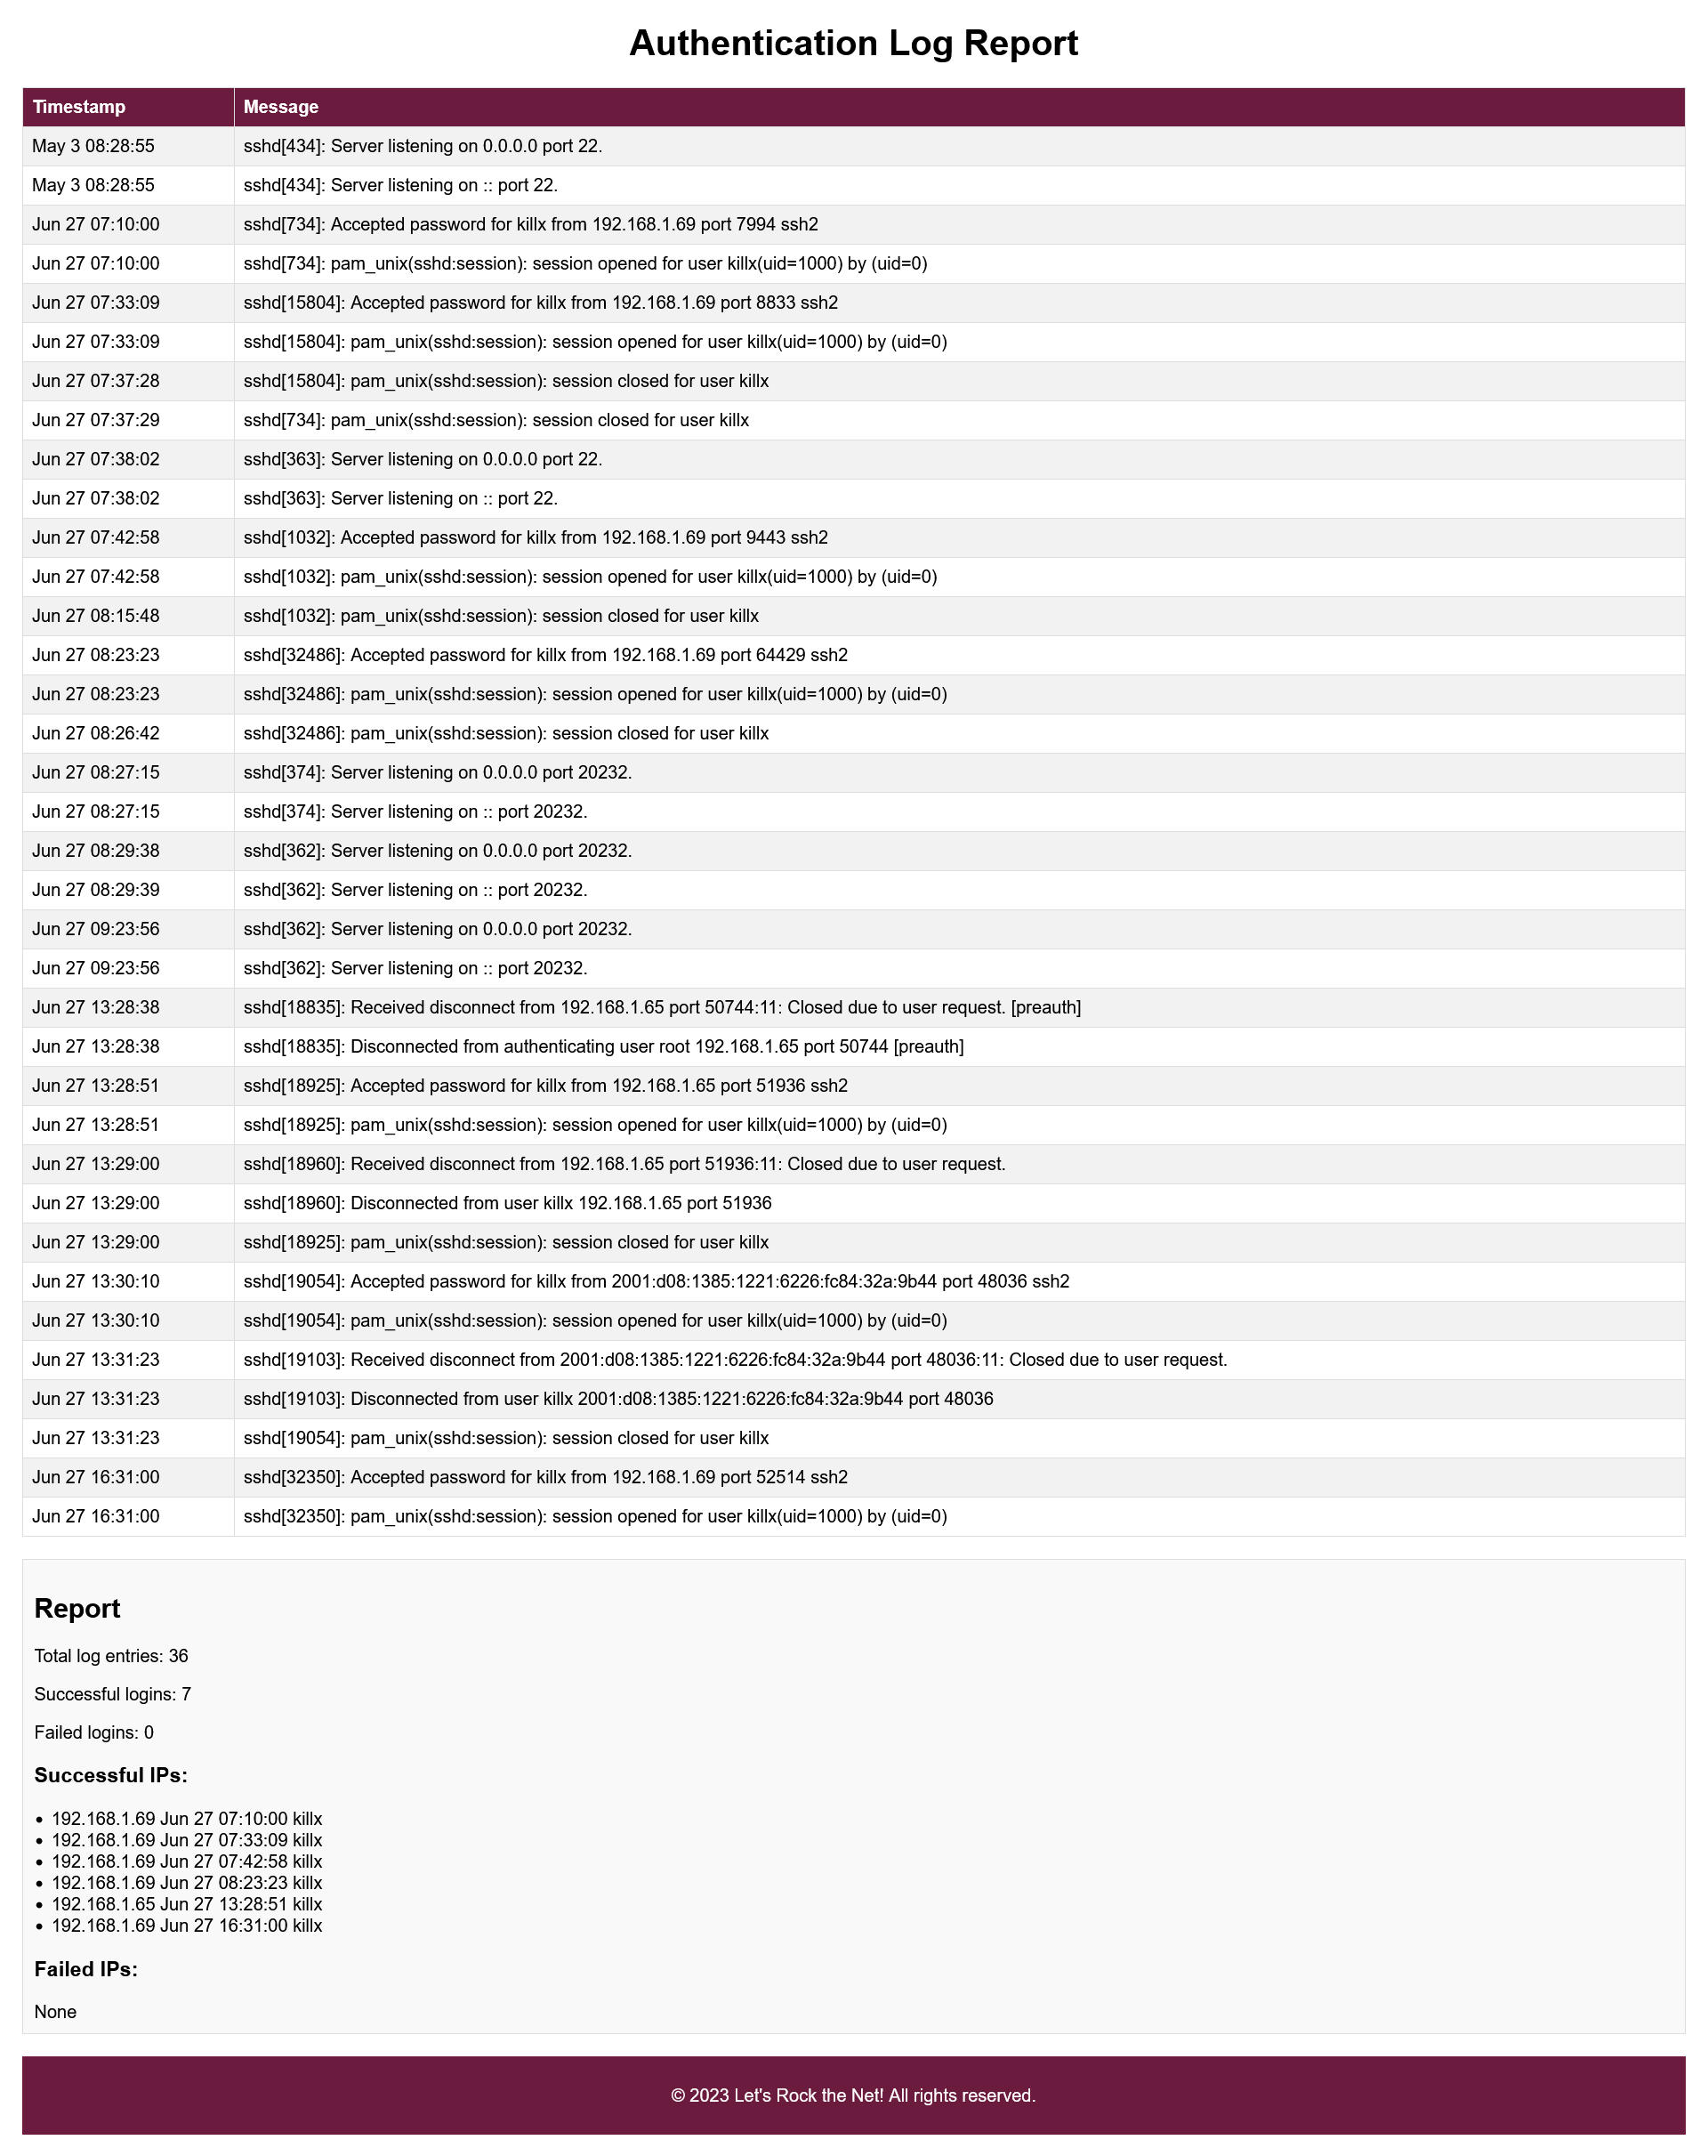 Authentication Log Report
Timestamp Message
May 3 08:28:55 sshd[434]: Server listening on 0.0.0.0 port 22.
May 3 08:28:55 sshd[434]: Server listening on :: port 22.
Jun 27 07:10:00 sshd[734]: Accepted password for killx from 192.168.1.69 port 7994 ssh2
Jun 27 07:10:00 sshd[734]: pam_unix(sshd:session): session opened for user killx(uid=1000) by (uid=0)
Jun 27 07:33:09 sshd[15804]: Accepted password for killx from 192.168.1.69 port 8833 ssh2
Jun 27 07:33:09 sshd[15804]: pam_unix(sshd:session): session opened for user killx(uid=1000) by (uid=0)
Jun 27 07:37:28 sshd[15804]: pam_unix(sshd:session): session closed for user killx
Jun 27 07:37:29 sshd[734]: pam_unix(sshd:session): session closed for user killx
Jun 27 07:38:02 sshd[363]: Server listening on 0.0.0.0 port 22.
Jun 27 07:38:02 sshd[363]: Server listening on :: port 22.
Jun 27 07:42:58 sshd[1032]: Accepted password for killx from 192.168.1.69 port 9443 ssh2
Jun 27 07:42:58 sshd[1032]: pam_unix(sshd:session): session opened for user killx(uid=1000) by (uid=0)
Jun 27 08:15:48 sshd[1032]: pam_unix(sshd:session): session closed for user killx
Jun 27 08:23:23 sshd[32486]: Accepted password for killx from 192.168.1.69 port 64429 ssh2
Jun 27 08:23:23 sshd[32486]: pam_unix(sshd:session): session opened for user killx(uid=1000) by (uid=0)
Jun 27 08:26:42 sshd[32486]: pam_unix(sshd:session): session closed for user killx
Jun 27 08:27:15 sshd[374]: Server listening on 0.0.0.0 port 20232.
Jun 27 08:27:15 sshd[374]: Server listening on :: port 20232.
Jun 27 08:29:38 sshd[362]: Server listening on 0.0.0.0 port 20232.
Jun 27 08:29:39 sshd[362]: Server listening on :: port 20232.
Jun 27 09:23:56 sshd[362]: Server listening on 0.0.0.0 port 20232.
Jun 27 09:23:56 sshd[362]: Server listening on :: port 20232.
Jun 27 13:28:38 sshd[18835]: Received disconnect from 192.168.1.65 port 50744:11: Closed due to user request. [preauth]
Jun 27 13:28:38 sshd[18835]: Disconnected from authenticating user root 192.168.1.65 port 50744 [preauth]
Jun 27 13:28:51 sshd[18925]: Accepted password for killx from 192.168.1.65 port 51936 ssh2
Jun 27 13:28:51 sshd[18925]: pam_unix(sshd:session): session opened for user killx(uid=1000) by (uid=0)
Jun 27 13:29:00 sshd[18960]: Received disconnect from 192.168.1.65 port 51936:11: Closed due to user request.
Jun 27 13:29:00 sshd[18960]: Disconnected from user killx 192.168.1.65 port 51936
Jun 27 13:29:00 sshd[18925]: pam_unix(sshd:session): session closed for user killx
Jun 27 13:30:10 sshd[19054]: Accepted password for killx from 2001:d08:1385:1221:6226:fc84:32a:9b44 port 48036 ssh2
Jun 27 13:30:10 sshd[19054]: pam_unix(sshd:session): session opened for user killx(uid=1000) by (uid=0)
Jun 27 13:31:23 sshd[19103]: Received disconnect from 2001:d08:1385:1221:6226:fc84:32a:9b44 port 48036:11: Closed due to user request.
Jun 27 13:31:23 sshd[19103]: Disconnected from user killx 2001:d08:1385:1221:6226:fc84:32a:9b44 port 48036
Jun 27 13:31:23 sshd[19054]: pam_unix(sshd:session): session closed for user killx
Jun 27 16:31:00 sshd[32350]: Accepted password for killx from 192.168.1.69 port 52514 ssh2
Jun 27 16:31:00 sshd[32350]: pam_unix(sshd:session): session opened for user killx(uid=1000) by (uid=0)
Report
Total log entries: 36
Successful logins: 7
Failed logins: 0
Successful IPs:
• 192.168.1.69 Jun 27 07:10:00 killx
• 192.168.1.69 Jun 27 07:33:09 killx
• 192.168.1.69 Jun 27 07:42:58 killx
• 192.168.1.69 Jun 27 08:23:23 killx
• 192.168.1.65 Jun 27 13:28:51 killx
• 192.168.1.69 Jun 27 16:31:00 killx
Failed IPs:
None
© 2023 Let's Rock the Net! All rights reserved.